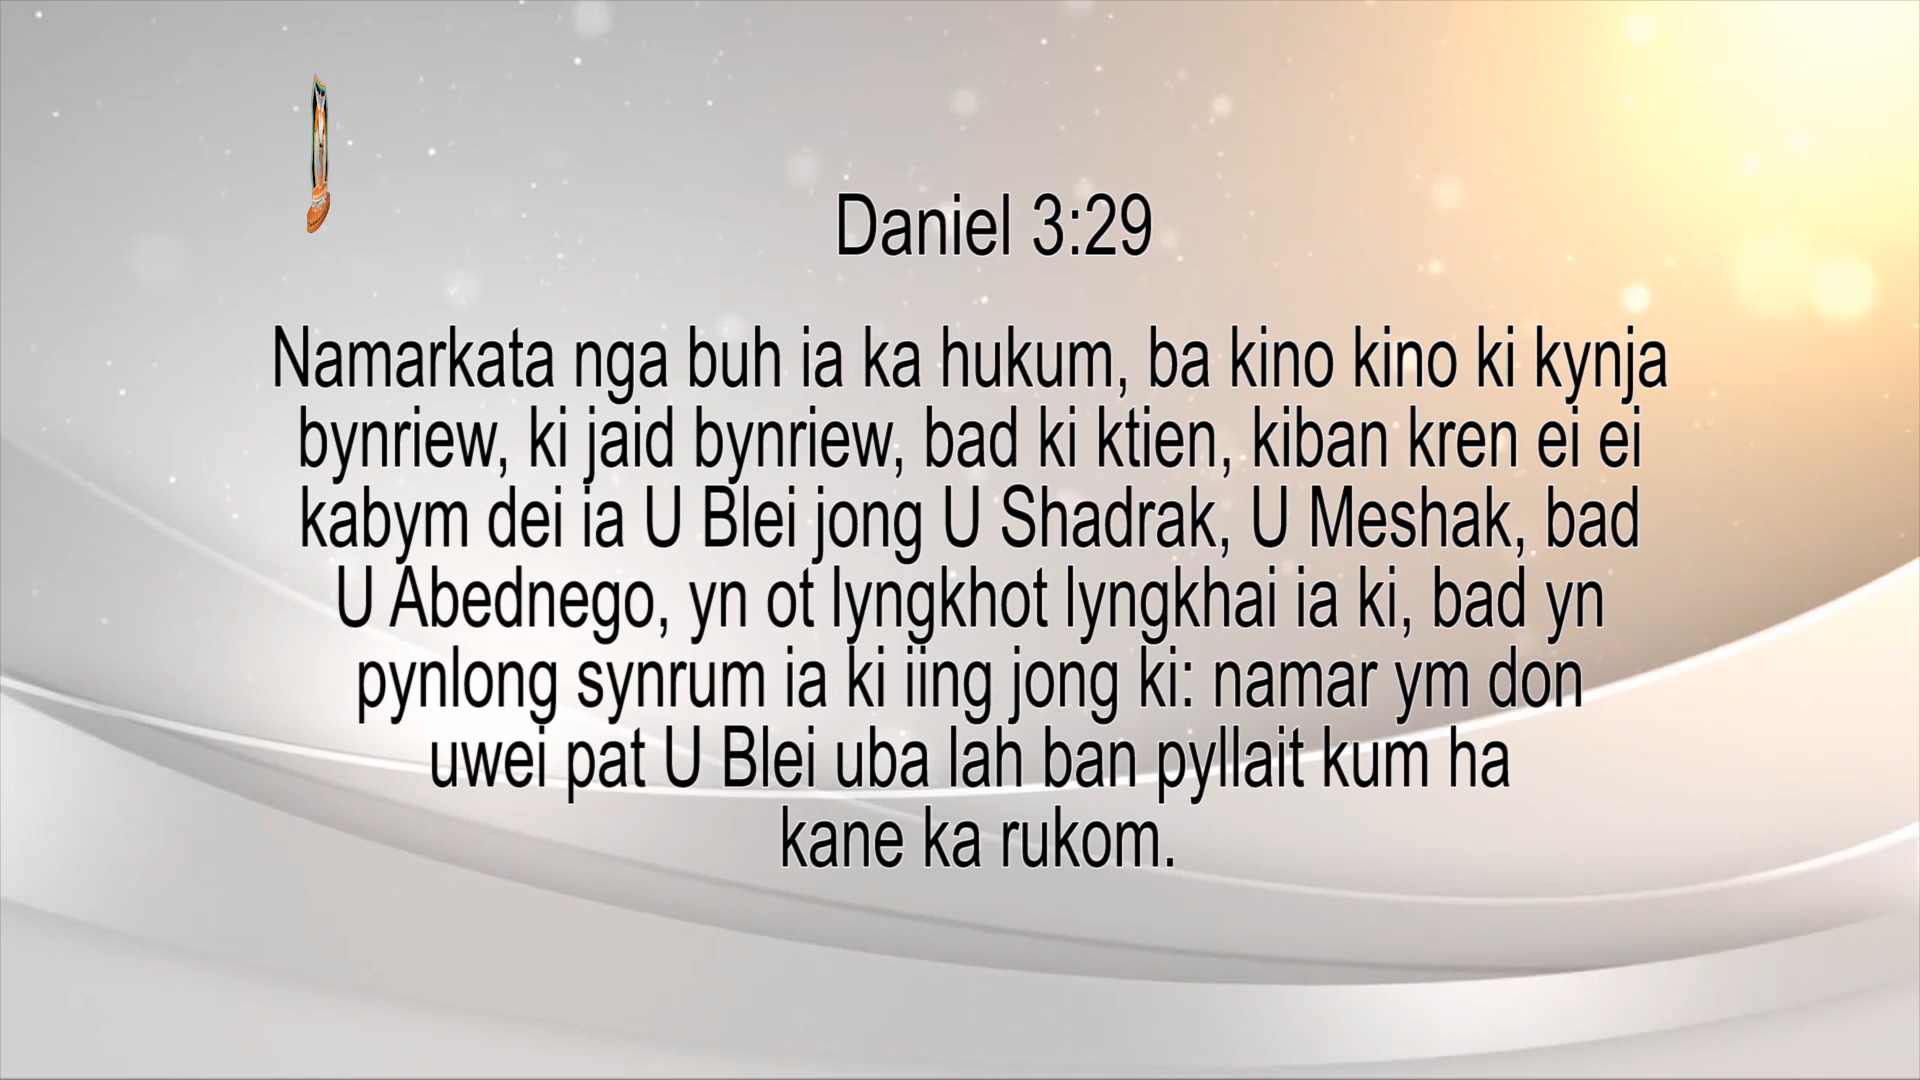 Daniel 3:29
Namarkata nga buh ia ka hukum, ba kino kino ki kynja
bynriew, ki jaid bynriew, bad ki ktien, kiban kren ei ei
kabym dei ia U Blei jong U Shadrak, U Meshak, bad
U Abednego, yn ot lyngkhot lyngkhai ia ki, bad yn
pynlong synrum ia ki iing jong ki: namar ym don
uwei pat U Blei uba lah ban pyllait kum ha
kane ka rukom.